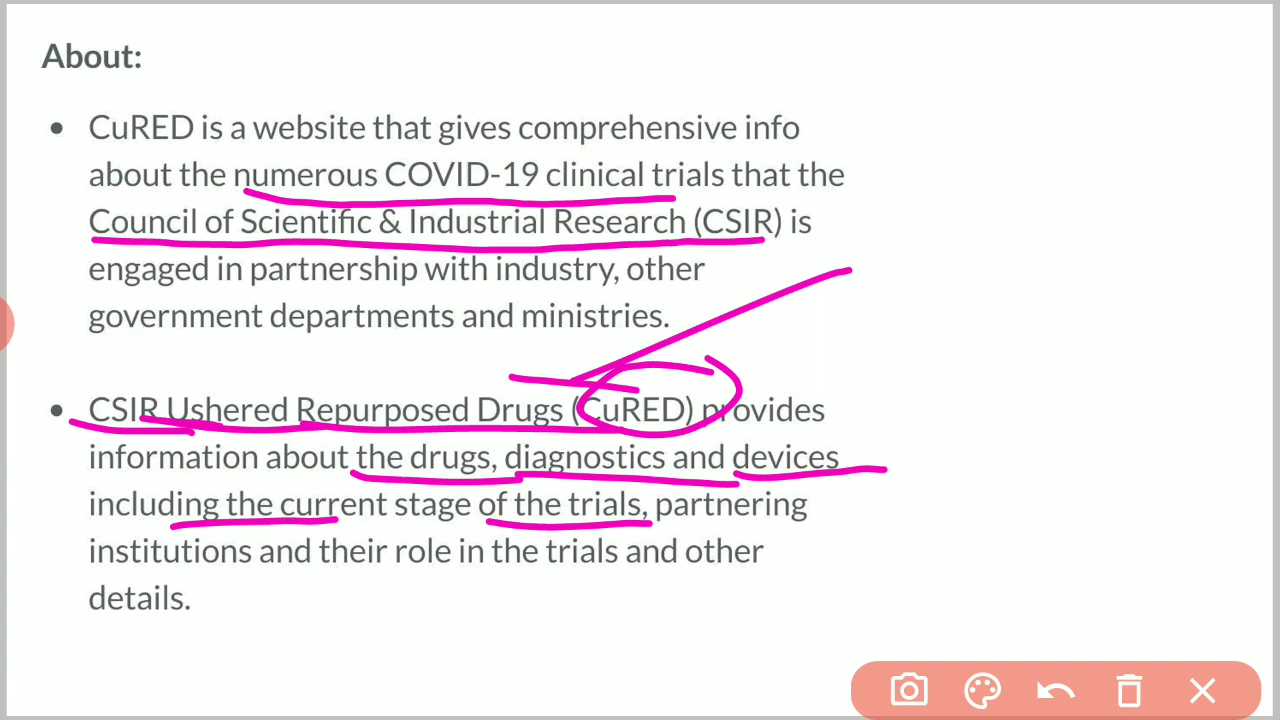 About:
• CuRED is a website that gives comprehensive info
about the numerous COVID-19 clinical trials that the
Council of Scientific & Industrial Research (CSIR) is
engaged in partnership with industry, other
government departments and ministries.
• CSIR Ushered Repurposed Drugs (CuRED) provides
information about the drugs, diagnostics and devices
including the current stage of the trials, partnering
institutions and their role in the trials and other
details.